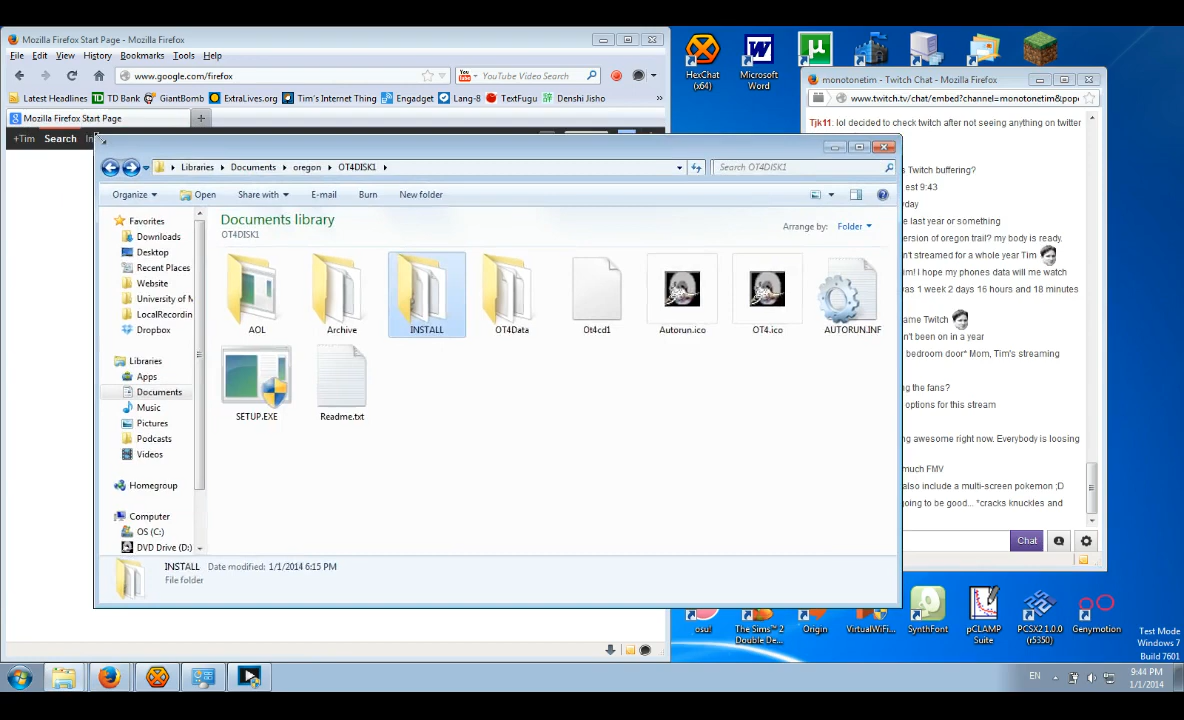 Mozilla Firefox Start Page - Mozilla Firefox
File Edit View History Bookmarks Tools Help
www.google.com/firefox
YouTube Video Search
Latest Headlines TD Bank GiantBomb ExtraLives.org Tim's Internet Thing Engadget Lang-8 TextFugu Denshi Jisho »
Mozilla Firefox Start Page
+Tim Search
Libraries Documents oregon OT4DISK1
Search OT4DISK1
Organize Open Share with E-mail Burn New folder
Documents library
OT4DISK1
Arrange by: Folder
Favorites
Downloads
Desktop
Recent Places
Website
University of M
LocalRecordin
Dropbox
Libraries
Apps
Documents
Music
Pictures
Podcasts
Videos
Homegroup
Computer
OS (C:)
DVD Drive (D:)
AOL
Archive
INSTALL
OT4Data
Ot4cd1
Autorun.ico
OT4.ico
AUTORUN.INF
SETUP.EXE
Readme.txt
INSTALL Date modified: 1/1/2014 6:15 PM
File folder
HexChat (x64)
Microsoft Word
monotonetim - Twitch Chat - Mozilla Firefox
www.twitch.tv/chat/embed?channel=monotonetim&popo
Tjk11: lol decided to check twitch after not seeing anything on twitter
s Twitch buffering?
est 9:43
day
e last year or something
ersion of oregon trail? my body is ready,
n't streamed for a whole year Tim
m! I hope my phones data will me watch
was 1 week 2 days 16 hours and 18 minutes
ame Twitch
n't been on in a year
bedroom door* Mom, Tim's streaming
g the fans?
options for this stream
ng awesome right now. Everybody is loosing
much FMV
also include a multi-screen pokemon ;D
going to be good... *cracks knuckles and
Chat
osu!
The Sims™ 2 Double De...
Origin
VirtualWiFi...
SynthFont
pCLAMP Suite
PCSX2 1.0.0 (r5350)
Genymotion
Test Mode
Windows 7
Build 7601
EN
9:44 PM
1/1/2014